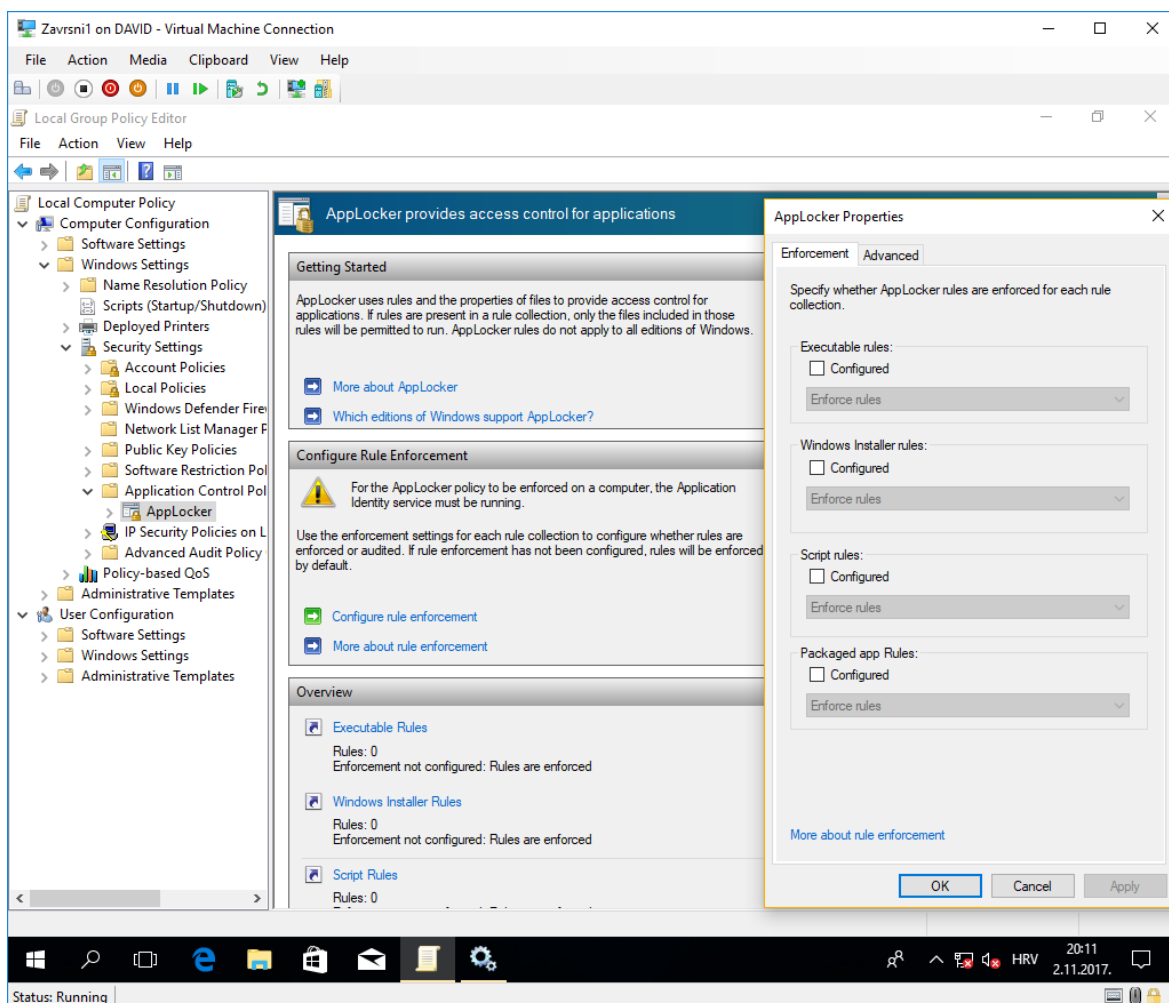 Zavrsni1 on DAVID - Virtual Machine Connection
File Action Media Clipboard View Help
Local Group Policy Editor
File Action View Help
Local Computer Policy
Computer Configuration
Software Settings
Windows Settings
Name Resolution Policy
Scripts (Startup/Shutdown)
Deployed Printers
Security Settings
Account Policies
Local Policies
Windows Defender Firew
Network List Manager P
Public Key Policies
Software Restriction Pol
Application Control Pol
AppLocker
IP Security Policies on L
Advanced Audit Policy
Policy-based QoS
Administrative Templates
User Configuration
Software Settings
Windows Settings
Administrative Templates
AppLocker provides access control for applications
Getting Started
AppLocker uses rules and the properties of files to provide access control for
applications. If rules are present in a rule collection, only the files included in those
rules will be permitted to run. AppLocker rules do not apply to all editions of Windows.
More about AppLocker
Which editions of Windows support AppLocker?
Configure Rule Enforcement
For the AppLocker policy to be enforced on a computer, the Application
Identity service must be running.
Use the enforcement settings for each rule collection to configure whether rules are
enforced or audited. If rule enforcement has not been configured, rules will be enforced
by default.
Configure rule enforcement
More about rule enforcement
Overview
Executable Rules
Rules: 0
Enforcement not configured: Rules are enforced
Windows Installer Rules
Rules: 0
Enforcement not configured: Rules are enforced
Script Rules
Rules: 0
AppLocker Properties
Enforcement Advanced
Specify whether AppLocker rules are enforced for each rule
collection.
Executable rules:
Configured
Enforce rules
Windows Installer rules:
Configured
Enforce rules
Script rules:
Configured
Enforce rules
Packaged app Rules:
Configured
Enforce rules
More about rule enforcement
OK Cancel Apply
HRV
20:11
2.11.2017.
Status: Running